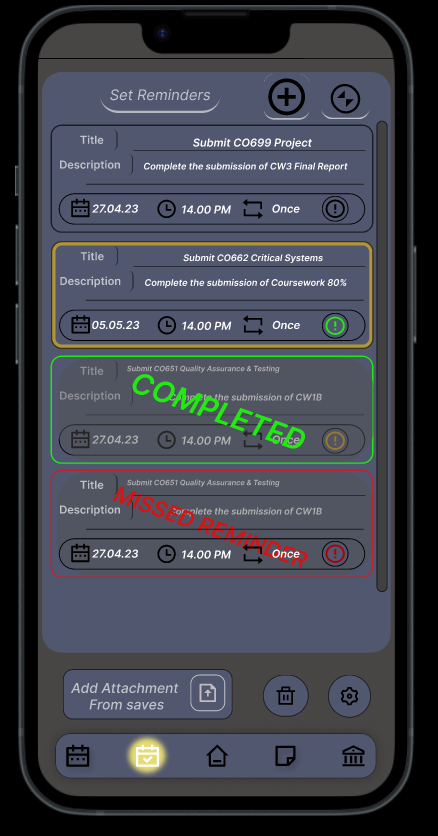 Set Reminders
Title
Submit CO699 Project
Description
Complete the submission of CW3 Final Report
27.04.23
14.00 PM
Once
Title
Submit CO662 Critical Systems
Description
Complete the submission of Coursework 80%
05.05.23
14.00 PM
Once
Title
Submit CO651 Quality Assurance & Testing
Description
Complete the submission of CW1B
COMPLETED
27.04.23
14.00 PM
Once
Title
Submit CO651 Quality Assurance & Testing
Description
Complete the submission of CW1B
MISSED REMINDER
27.04.23
14.00 PM
Once
Add Attachment
From saves